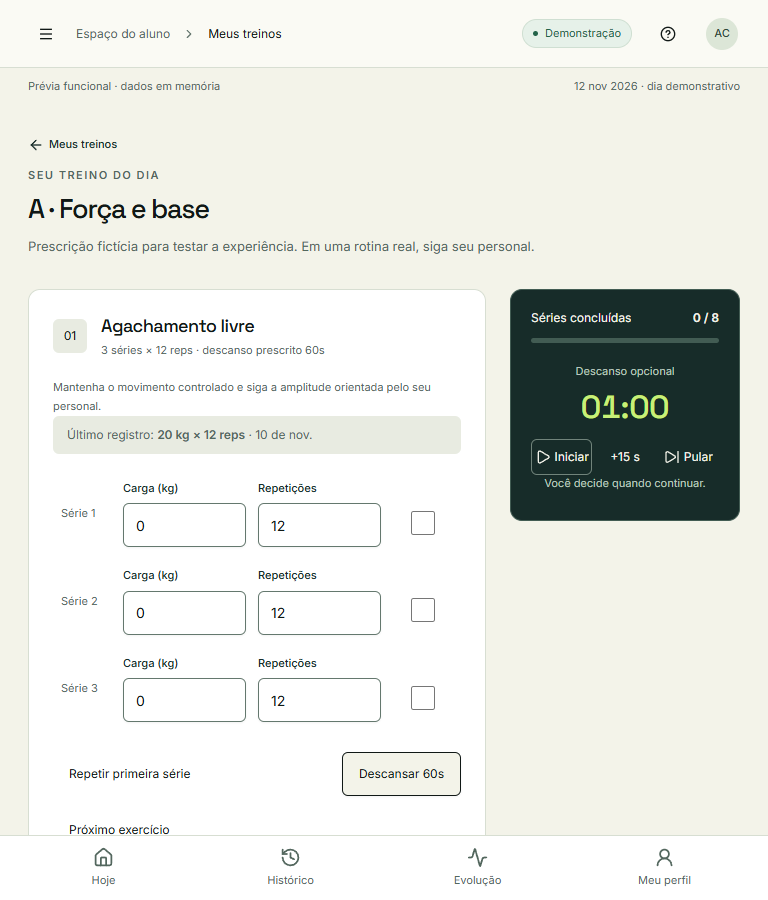 Espaço do aluno
Meus treinos
Demonstração
AC
Prévia funcional · dados em memória
12 nov 2026 · dia demonstrativo
Meus treinos
SEU TREINO DO DIA
A · Força e base
Prescrição fictícia para testar a experiência. Em uma rotina real, siga seu personal.
01
Agachamento livre
3 séries × 12 reps · descanso prescrito 60s
Mantenha o movimento controlado e siga a amplitude orientada pelo seu
personal.
Último registro: 20 kg × 12 reps · 10 de nov.
Carga (kg)
Repetições
Série 1
0
12
Carga (kg)
Repetições
Série 2
0
12
Carga (kg)
Repetições
Série 3
0
12
Repetir primeira série
Descansar 60s
Próximo exercício
Séries concluídas
0 / 8
Descanso opcional
01:00
Iniciar
+15 s
Pular
Você decide quando continuar.
Hoje
Histórico
Evolução
Meu perfil